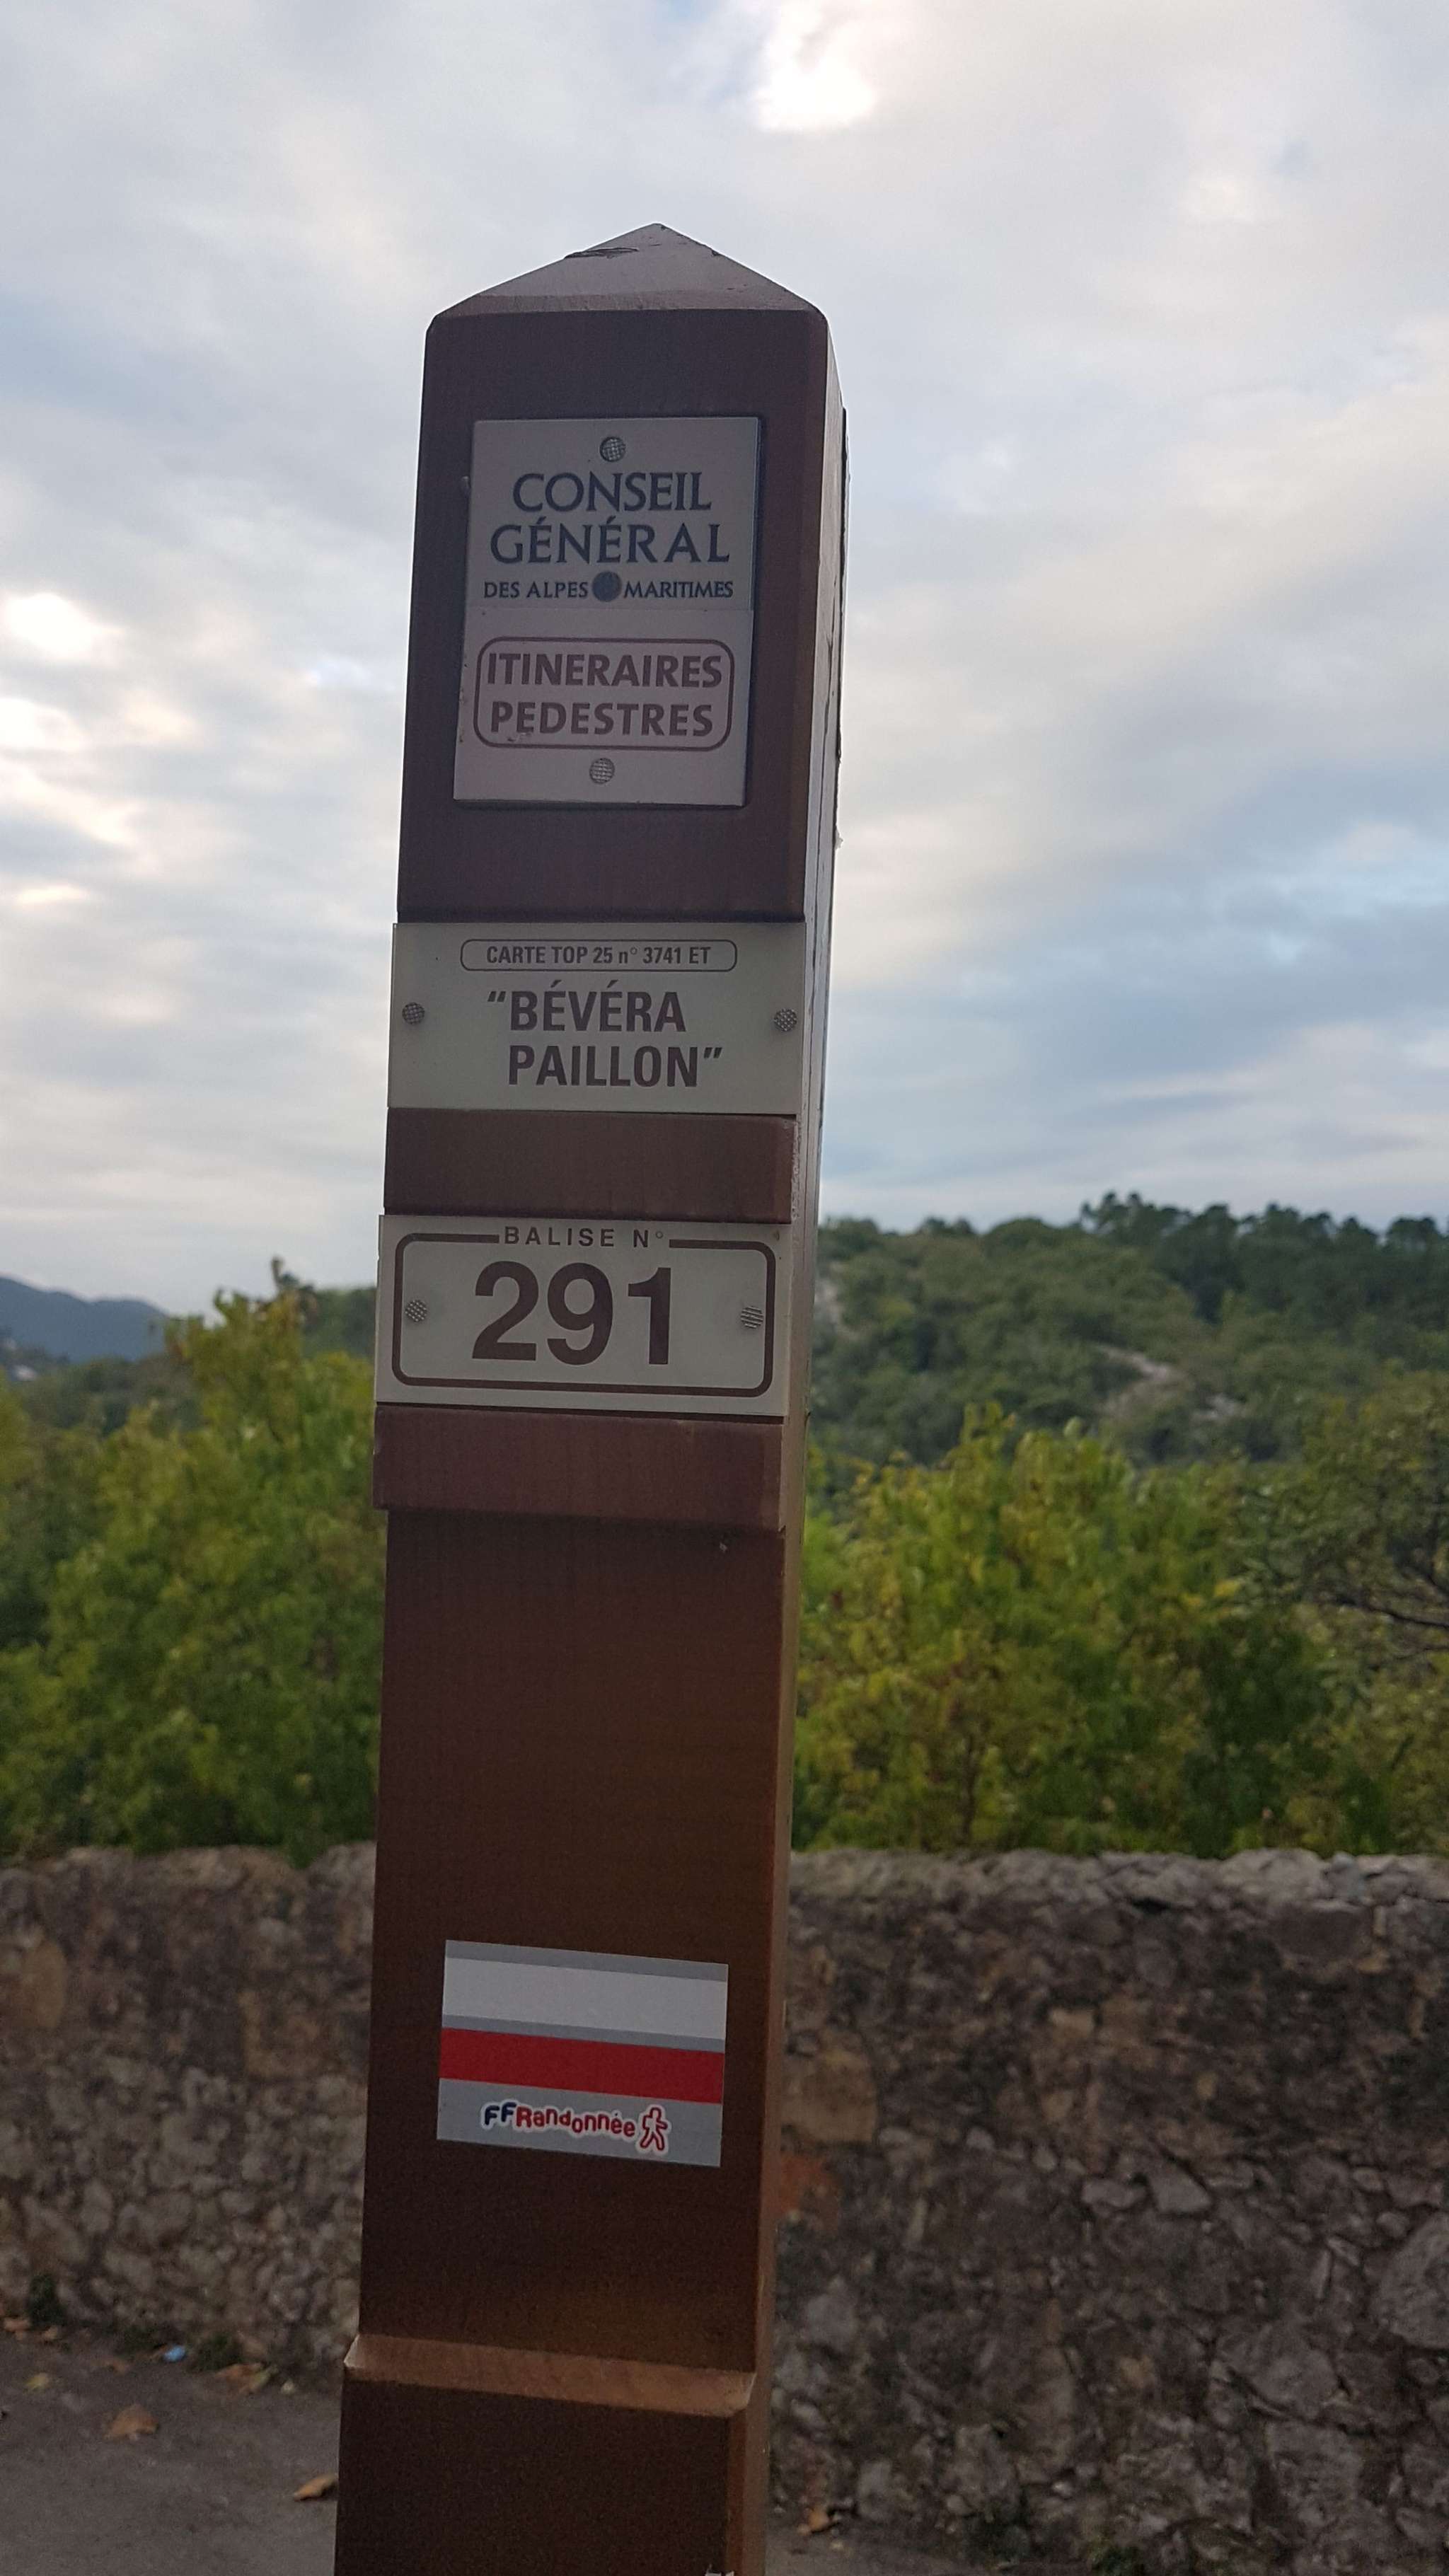 CONSEIL
GÉNÉRAL
DES ALPES MARITIMES
ITINERAIRES
PEDESTRES
CARTE TOP 25 n° 3741 ET
"BÉVÉRA
PAILLON"
BALISE N°
291
FFRandonnée